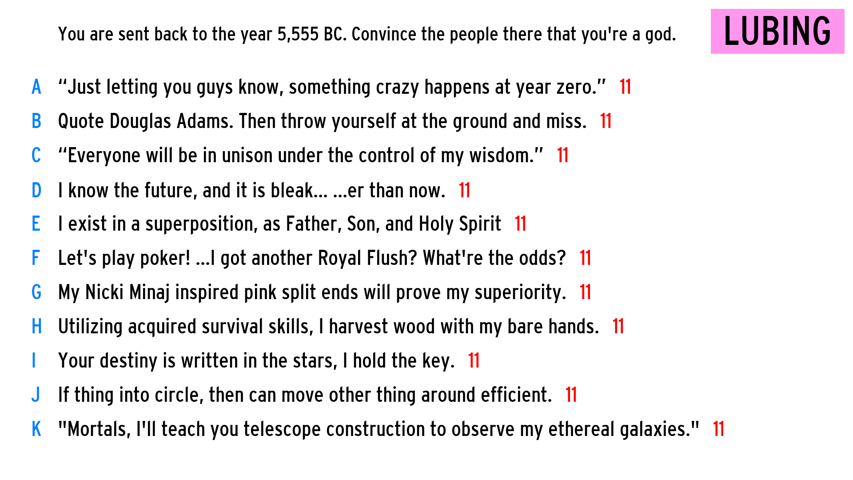 You are sent back to the year 5,555 BC. Convince the people there that you're a god.
LUBING
A “Just letting you guys know, something crazy happens at year zero.” 11
B Quote Douglas Adams. Then throw yourself at the ground and miss. 11
C “Everyone will be in unison under the control of my wisdom.” 11
D I know the future, and it is bleak... ...er than now. 11
E I exist in a superposition, as Father, Son, and Holy Spirit 11
F Let's play poker! ...I got another Royal Flush? What're the odds? 11
G My Nicki Minaj inspired pink split ends will prove my superiority. 11
H Utilizing acquired survival skills, I harvest wood with my bare hands. 11
I Your destiny is written in the stars, I hold the key. 11
J If thing into circle, then can move other thing around efficient. 11
K "Mortals, I'll teach you telescope construction to observe my ethereal galaxies." 11